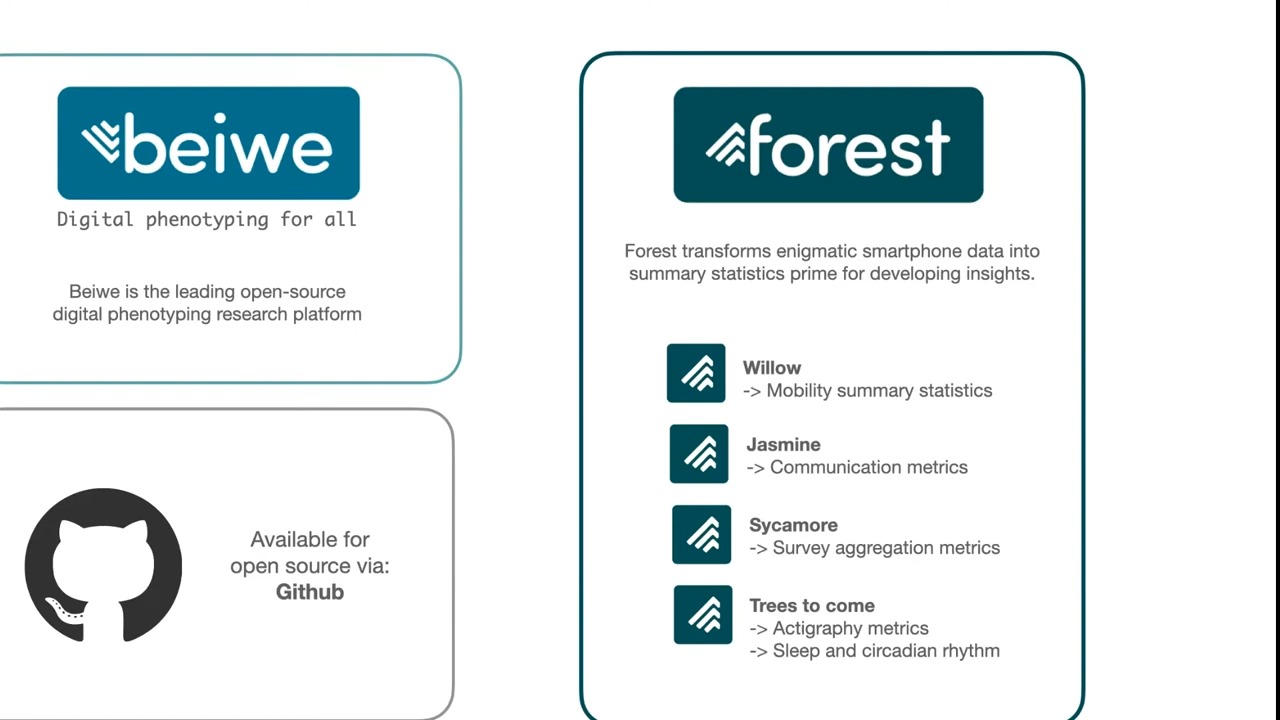 beiwe
Digital phenotyping for all
Beiwe is the leading open-source
digital phenotyping research platform
Available for
open source via:
Github
forest
Forest transforms enigmatic smartphone data into
summary statistics prime for developing insights.
Willow
-> Mobility summary statistics
Jasmine
-> Communication metrics
Sycamore
-> Survey aggregation metrics
Trees to come
-> Actigraphy metrics
-> Sleep and circadian rhythm